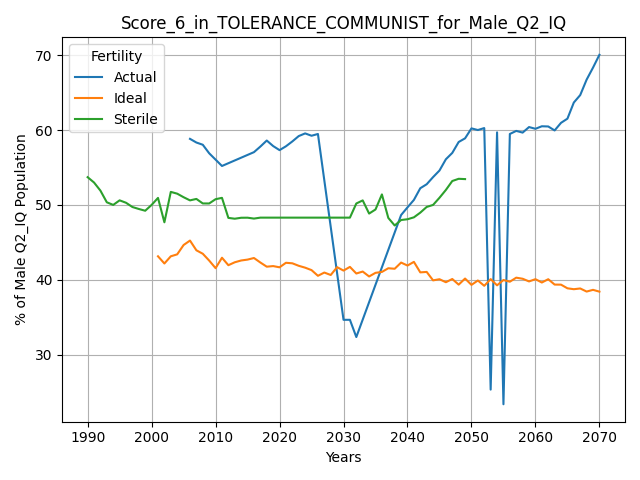 Score_6_in_TOLERANCE_COMMUNIST_for_Male_Q2_IQ
Fertility
Actual
Ideal
Sterile
% of Male Q2_IQ Population
70
60
50
40
30
1990 2000 2010 2020 2030 2040 2050 2060 2070
Years